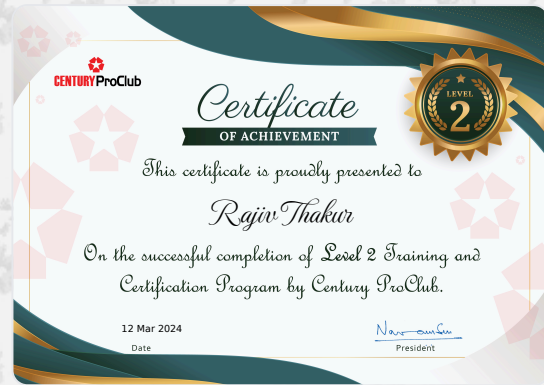 CENTURY ProClub
LEVEL
2
Certificate
OF ACHIEVEMENT
This certificate is proudly presented to
Rajiv Thakur
On the successful completion of Level 2 Training and
Certification Program by Century ProClub.
12 Mar 2024
Date
President